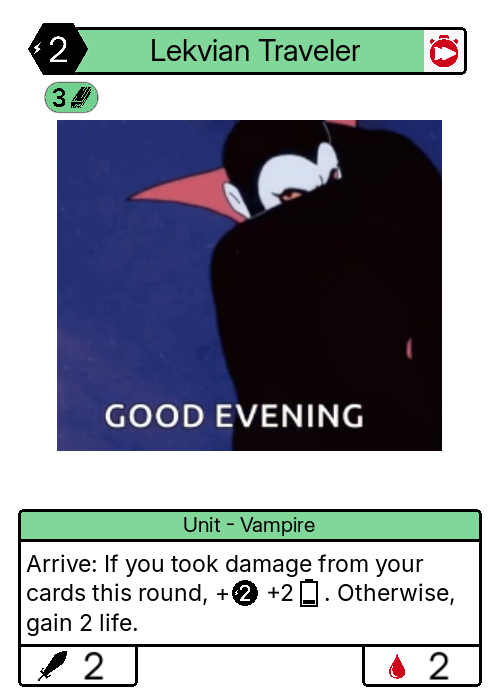 2
Lekvian Traveler
3
GOOD EVENING
Unit - Vampire
Arrive: If you took damage from your
cards this round, +2 +2 . Otherwise,
gain 2 life.
2
2